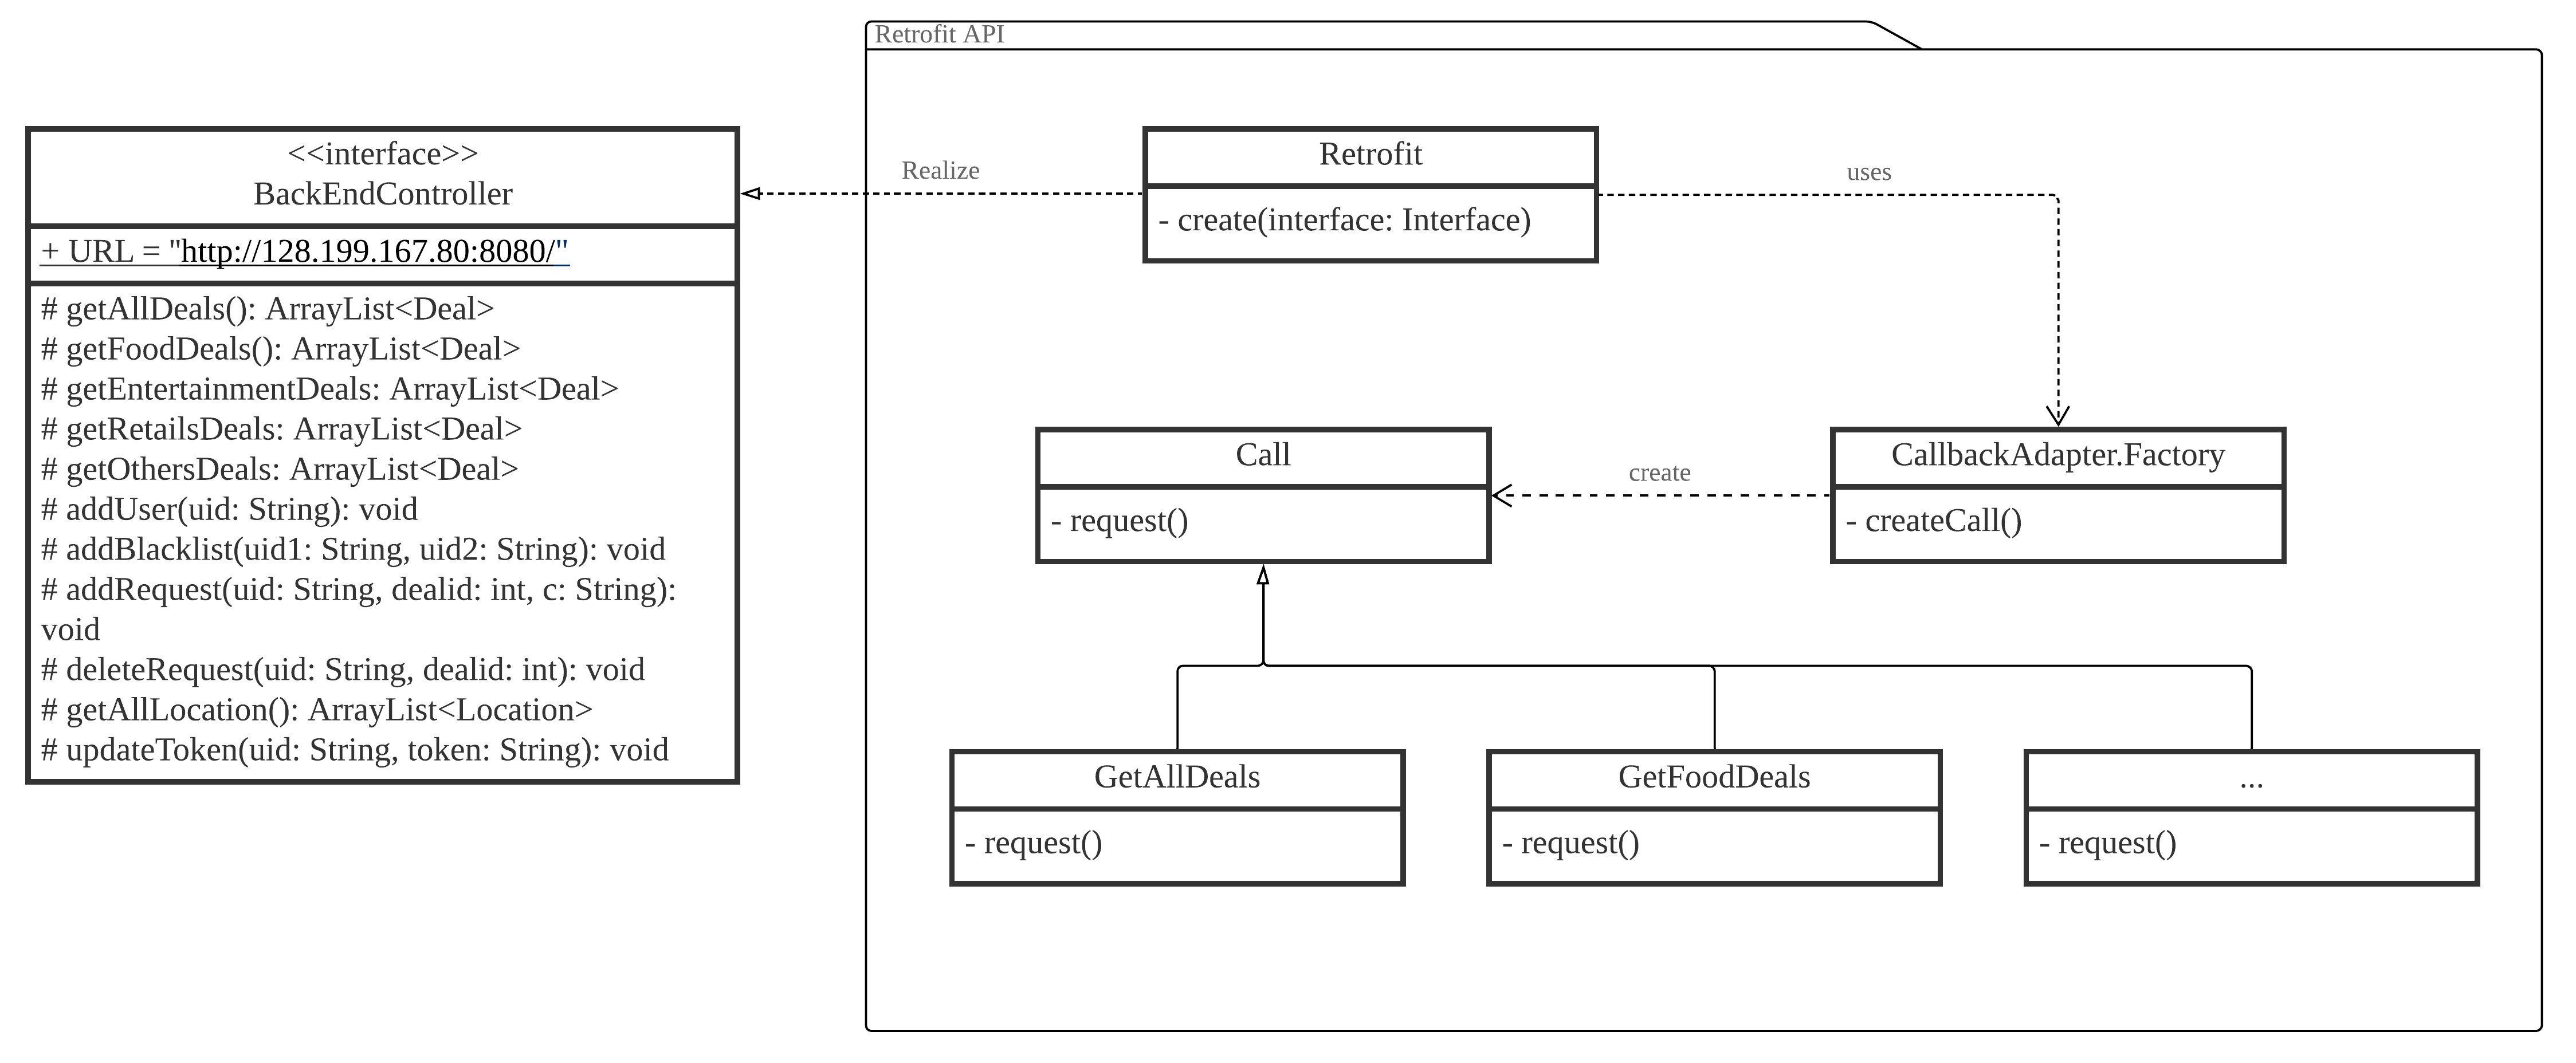 Retrofit API
<<interface>>
BackEndController
+ URL = "http://128.199.167.80:8080/"
# getAllDeals(): ArrayList<Deal>
# getFoodDeals(): ArrayList<Deal>
# getEntertainmentDeals: ArrayList<Deal>
# getRetailsDeals: ArrayList<Deal>
# getOthersDeals: ArrayList<Deal>
# addUser(uid: String): void
# addBlacklist(uid1: String, uid2: String): void
# addRequest(uid: String, dealid: int, c: String):
void
# deleteRequest(uid: String, dealid: int): void
# getAllLocation(): ArrayList<Location>
# updateToken(uid: String, token: String): void
Realize
Retrofit
- create(interface: Interface)
uses
Call
- request()
create
CallbackAdapter.Factory
- createCall()
GetAllDeals
- request()
GetFoodDeals
- request()
...
- request()